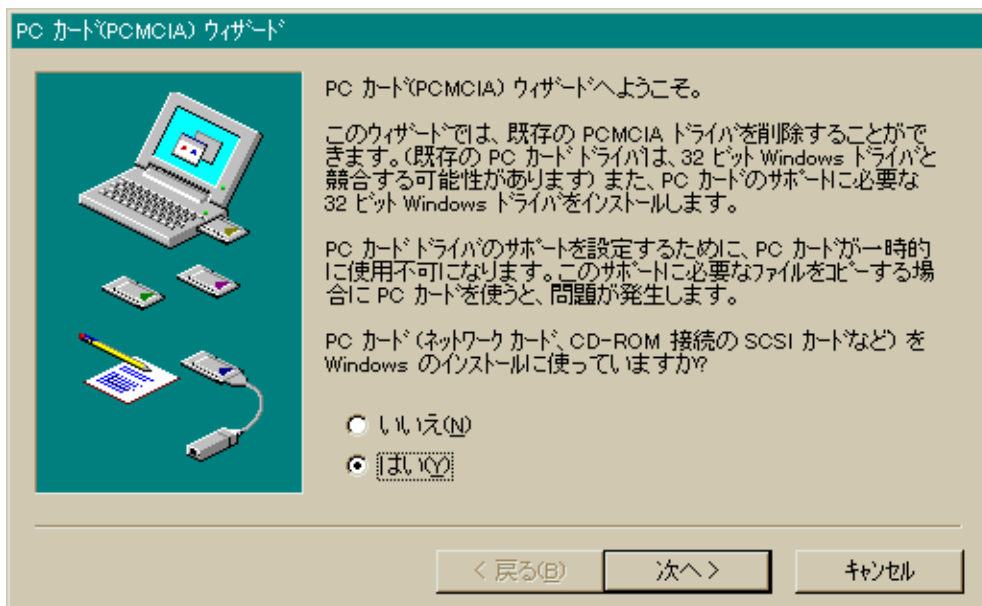 PC カード(PCMCIA) ウィザード
PC カード(PCMCIA) ウィザードへようこそ。
このウィザードでは、既存の PCMCIA ドライバを削除することがで
きます。(既存の PC カード ドライバは、32 ビット Windows ドライバと
競合する可能性があります) また、PC カードのサポートに必要な
32 ビット Windows ドライバをインストールします。
PC カード ドライバのサポートを設定するために、PC カードが一時的
に使用不可になります。このサポートに必要なファイルをコピーする場
合に PC カードを使うと、問題が発生します。
PC カード (ネットワーク カード、CD-ROM 接続の SCSI カードなど) を
Windows のインストールに使っていますか?
いいえ(N)
はい(Y)
< 戻る(B)
次へ >
キャンセル